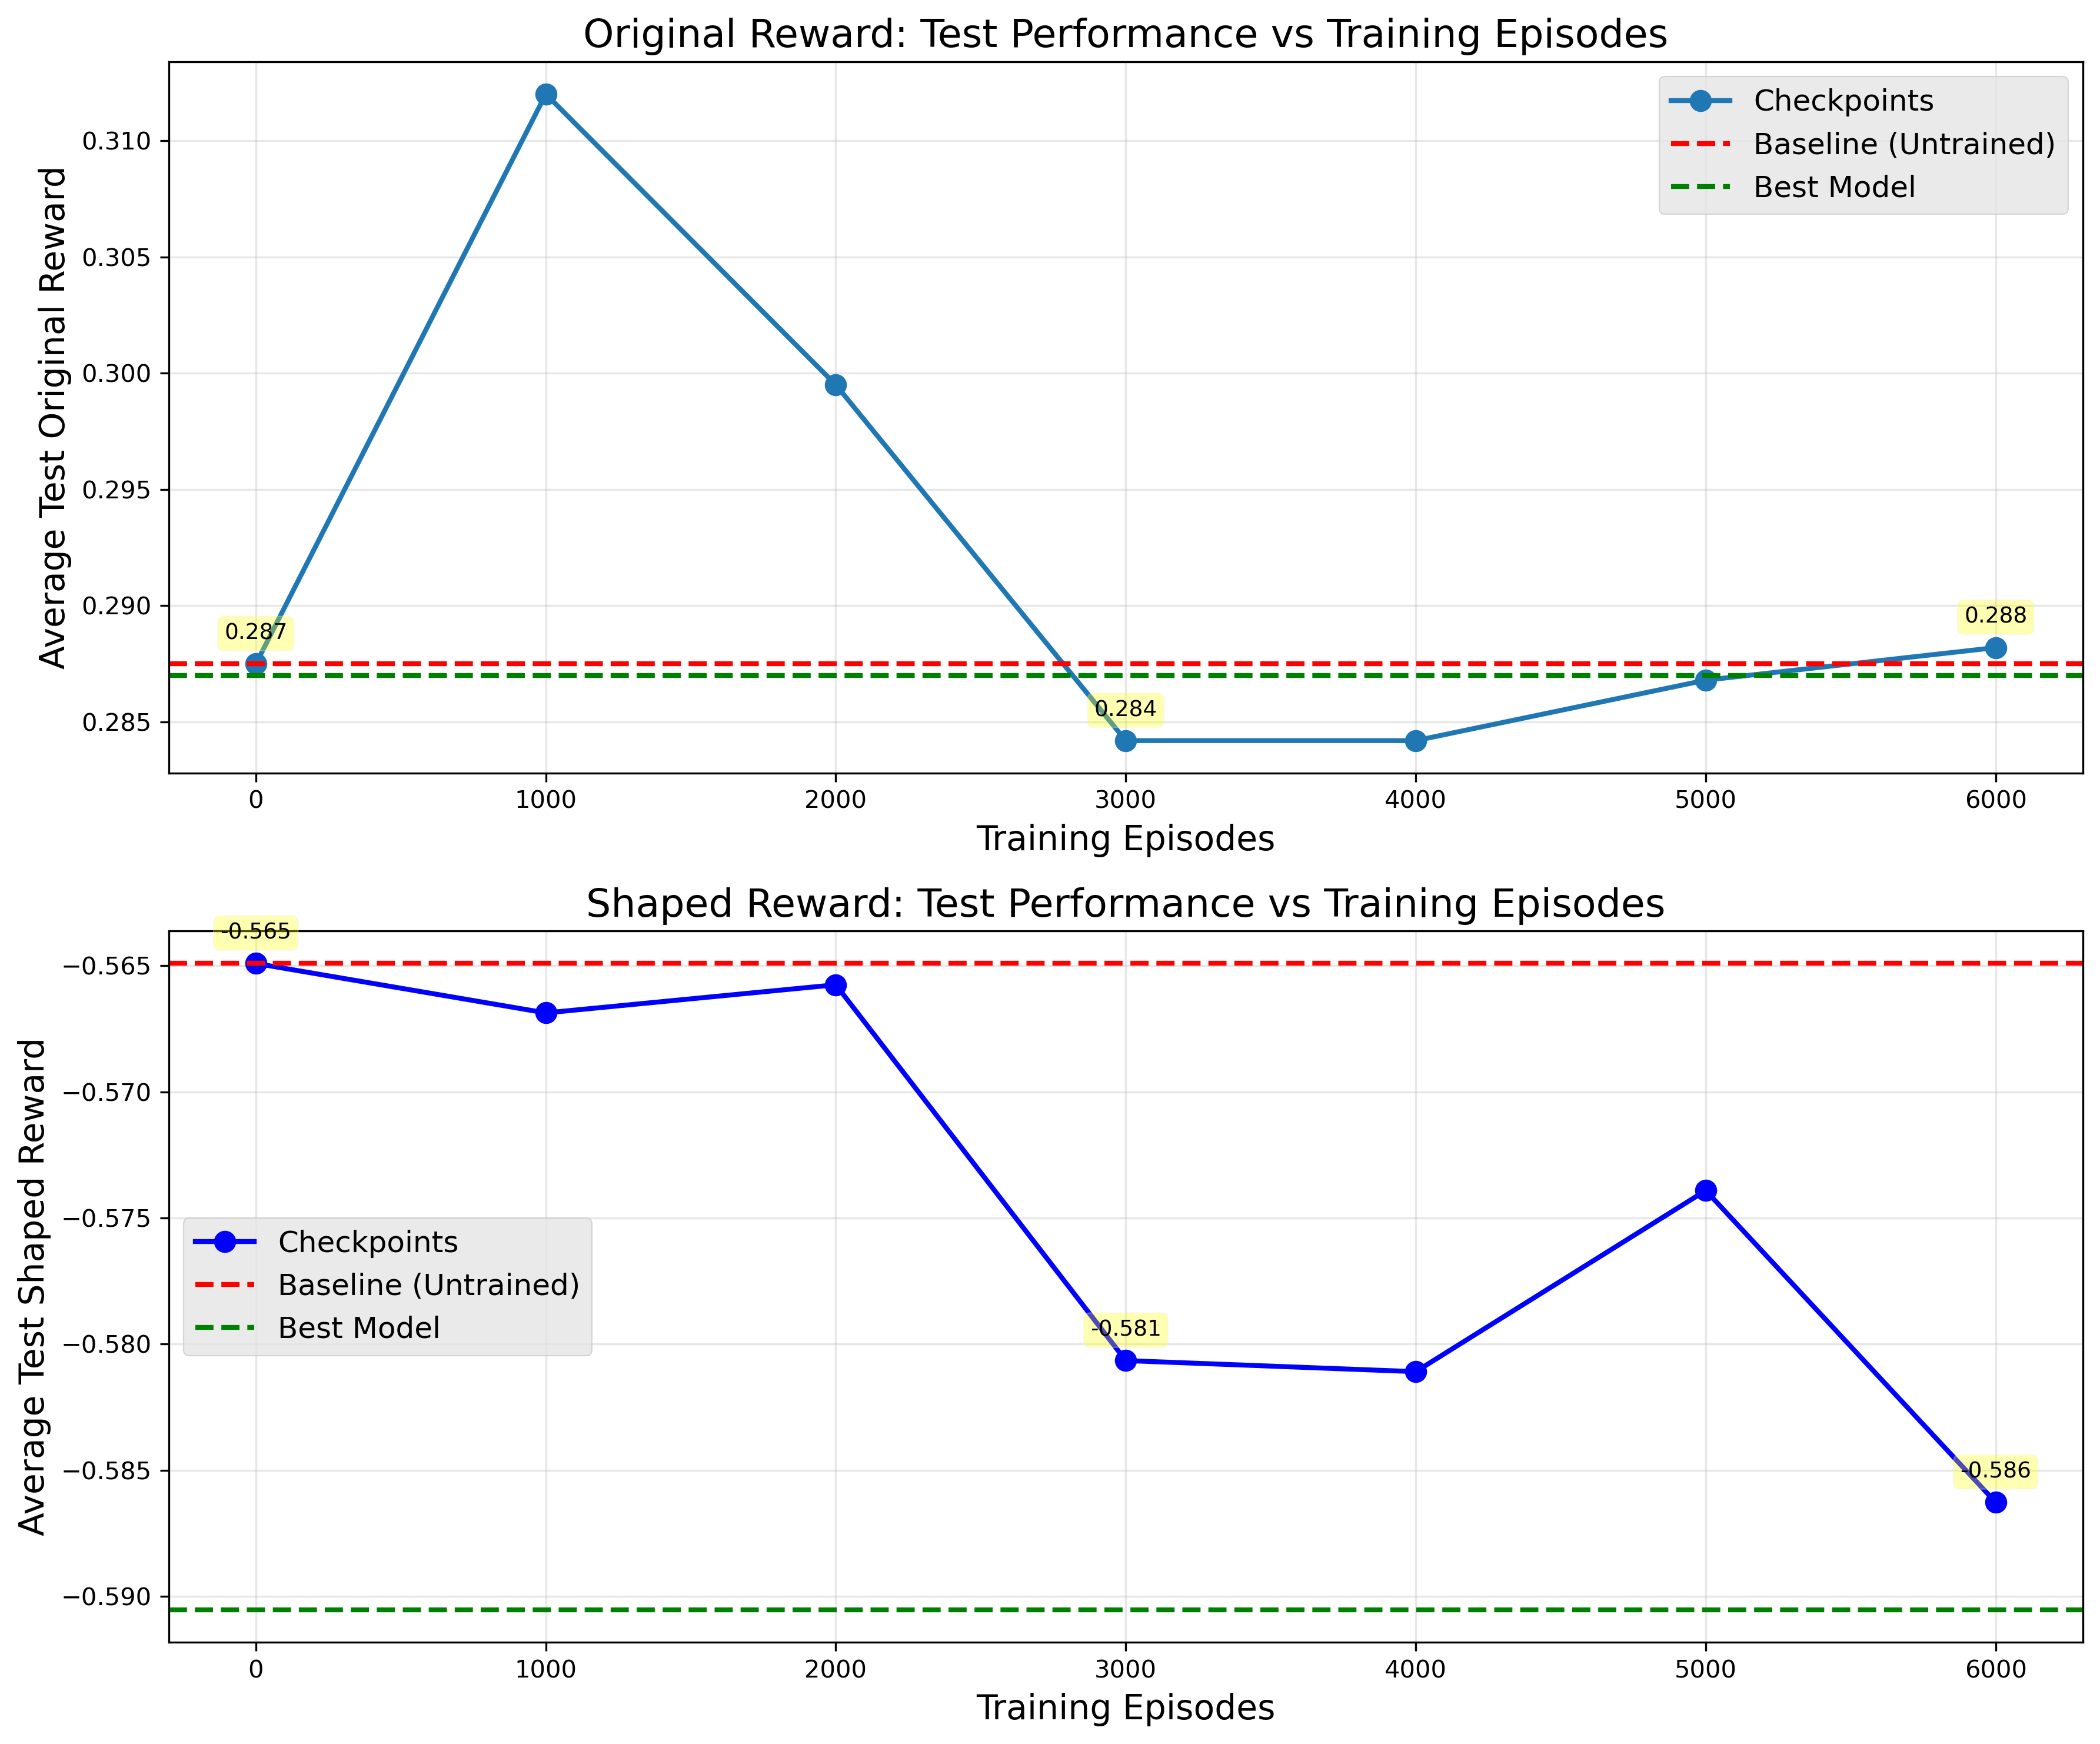 Original Reward: Test Performance vs Training Episodes
Average Test Original Reward
0.310
0.305
0.300
0.295
0.290
0.285
Checkpoints
Baseline (Untrained)
Best Model
0.287
0.284
0.288
0 1000 2000 3000 4000 5000 6000
Training Episodes
Shaped Reward: Test Performance vs Training Episodes
Average Test Shaped Reward
−0.565
−0.570
−0.575
−0.580
−0.585
−0.590
-0.565
Checkpoints
Baseline (Untrained)
Best Model
-0.581
-0.586
0 1000 2000 3000 4000 5000 6000
Training Episodes